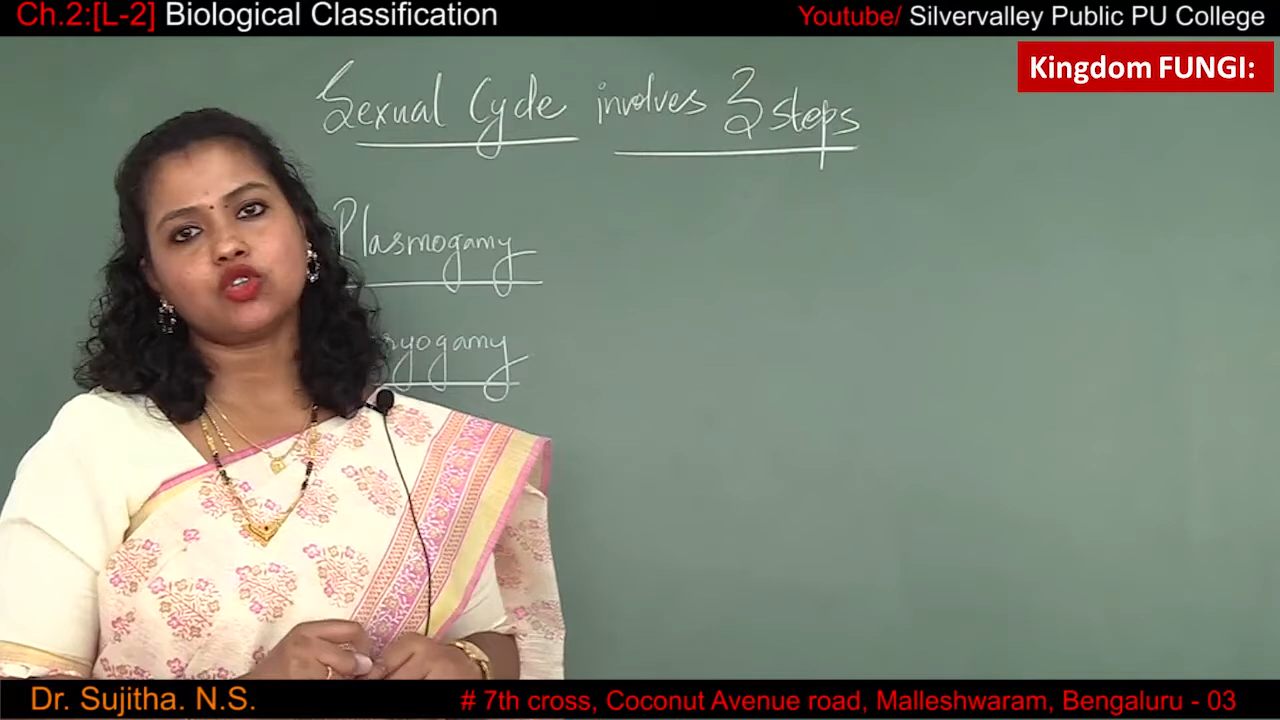 Ch.2:[L-2] Biological Classification
Youtube/ Silvervalley Public PU College
Kingdom FUNGI:
Sexual Cycle involves 3 steps
Plasmogamy
ryogamy
Dr. Sujitha. N.S.
# 7th cross, Coconut Avenue road, Malleshwaram, Bengaluru - 03